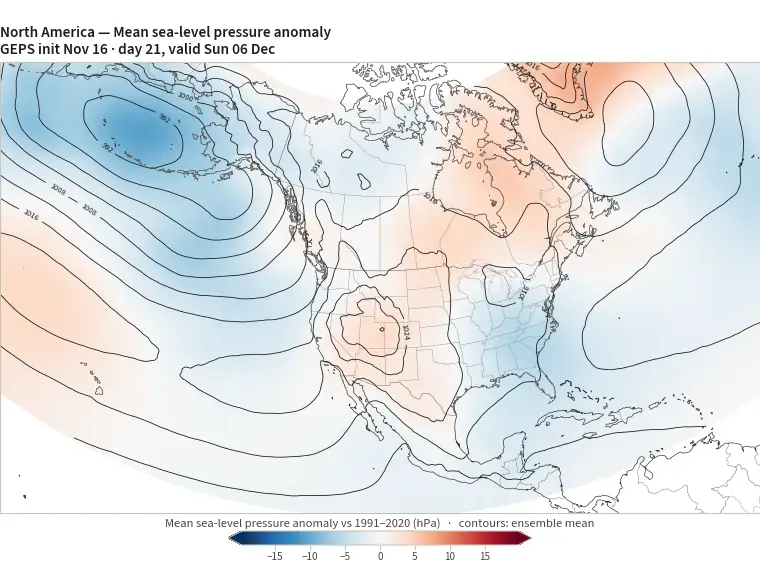 North America — Mean sea-level pressure anomaly
GEPS init Nov 16 · day 21, valid Sun 06 Dec
1016
1000
992
992
1016
1008
1008
1016
1016
1016
1024
Mean sea-level pressure anomaly vs 1991–2020 (hPa) · contours: ensemble mean
−15 −10 −5 0 5 10 15